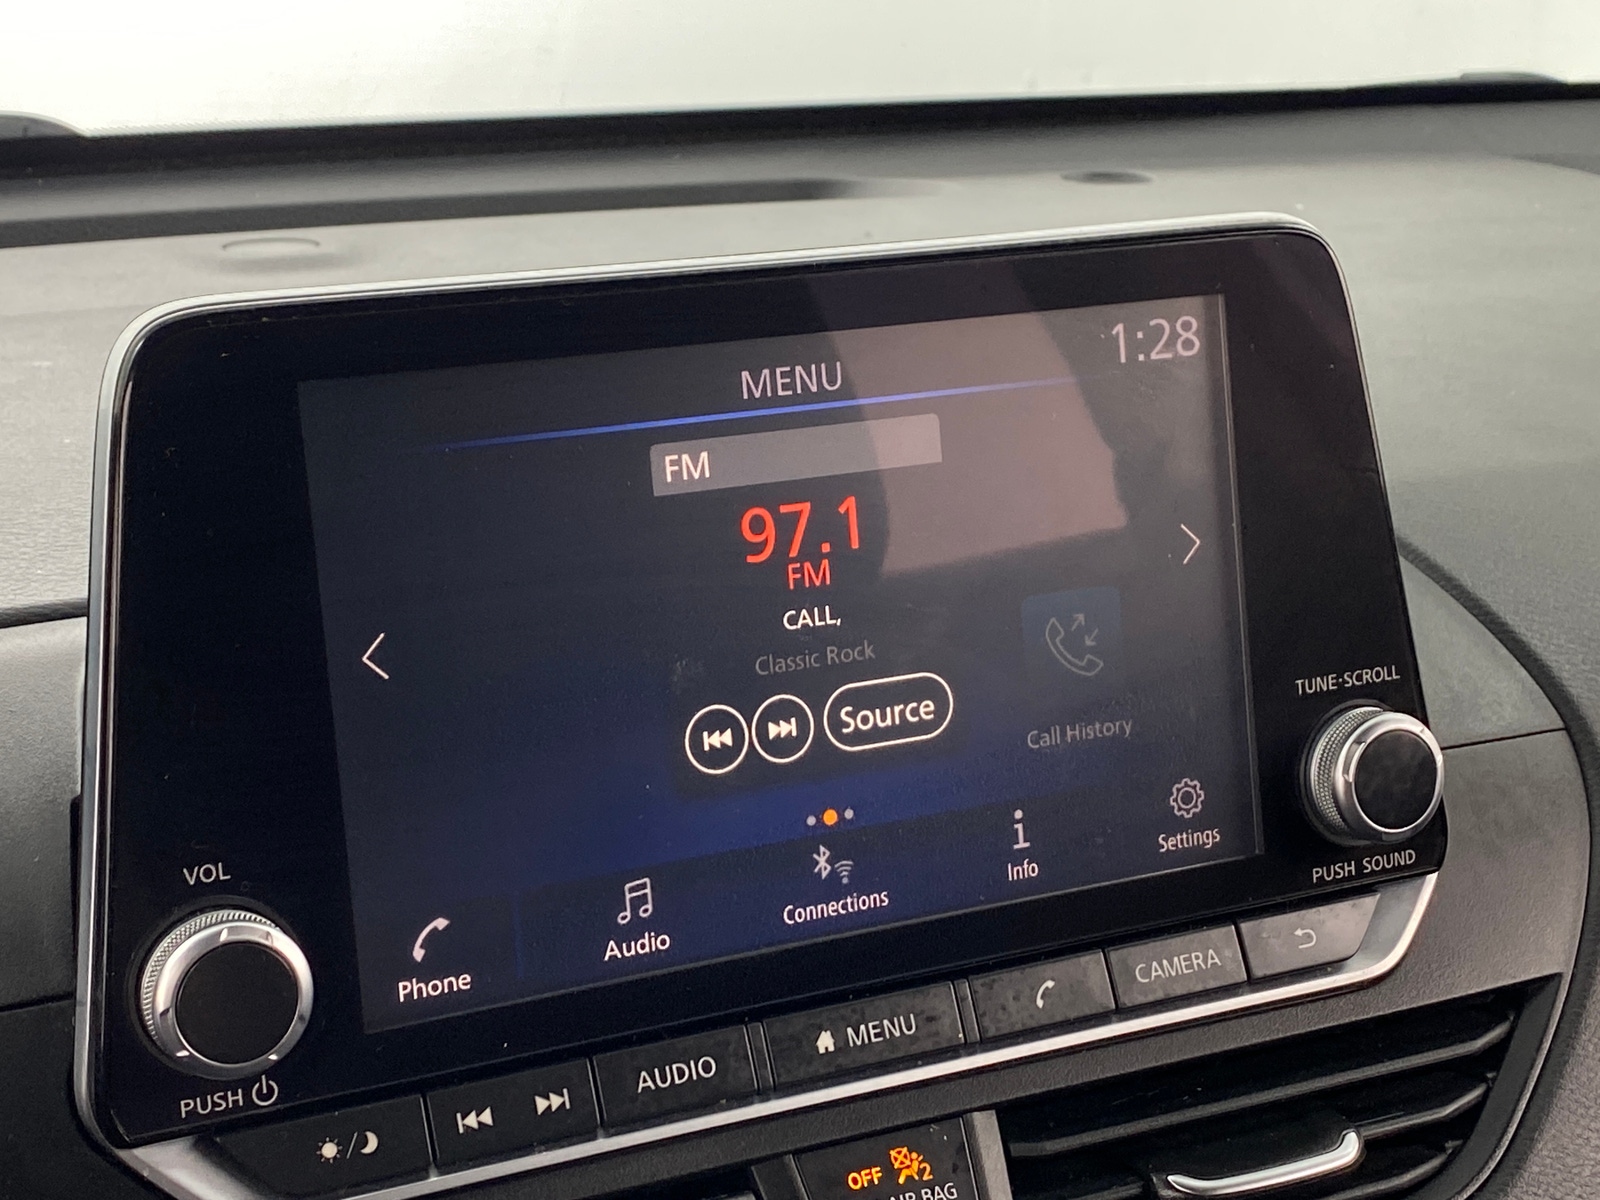 MENU
1:28
FM
97.1
FM
CALL,
Classic Rock
Source
Call History
Phone
Audio
Connections
Info
Settings
VOL
PUSH
TUNE·SCROLL
PUSH SOUND
AUDIO
MENU
CAMERA
OFF
2
AIR BAG